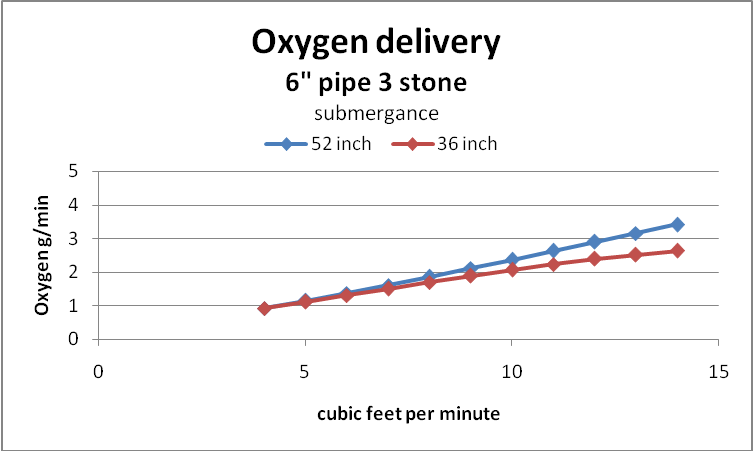 Oxygen delivery
6" pipe 3 stone
submergance
52 inch 36 inch
5
4
3
2
1
0
Oxygen g/min
0 5 10 15
cubic feet per minute